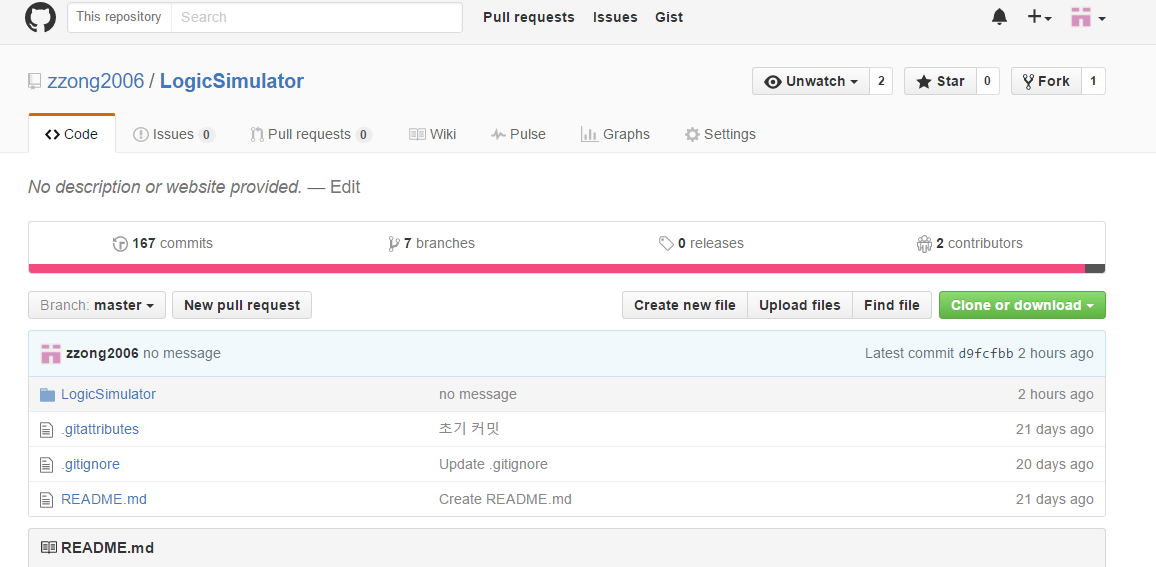 This repository Search Pull requests Issues Gist
zzong2006 / LogicSimulator Unwatch 2 Star 0 Fork 1
Code Issues 0 Pull requests 0 Wiki Pulse Graphs Settings
No description or website provided. — Edit
167 commits 7 branches 0 releases 2 contributors
Branch: master New pull request Create new file Upload files Find file Clone or download
zzong2006 no message Latest commit d9fcfbb 2 hours ago
LogicSimulator no message 2 hours ago
.gitattributes 초기 커밋 21 days ago
.gitignore Update .gitignore 20 days ago
README.md Create README.md 21 days ago
README.md